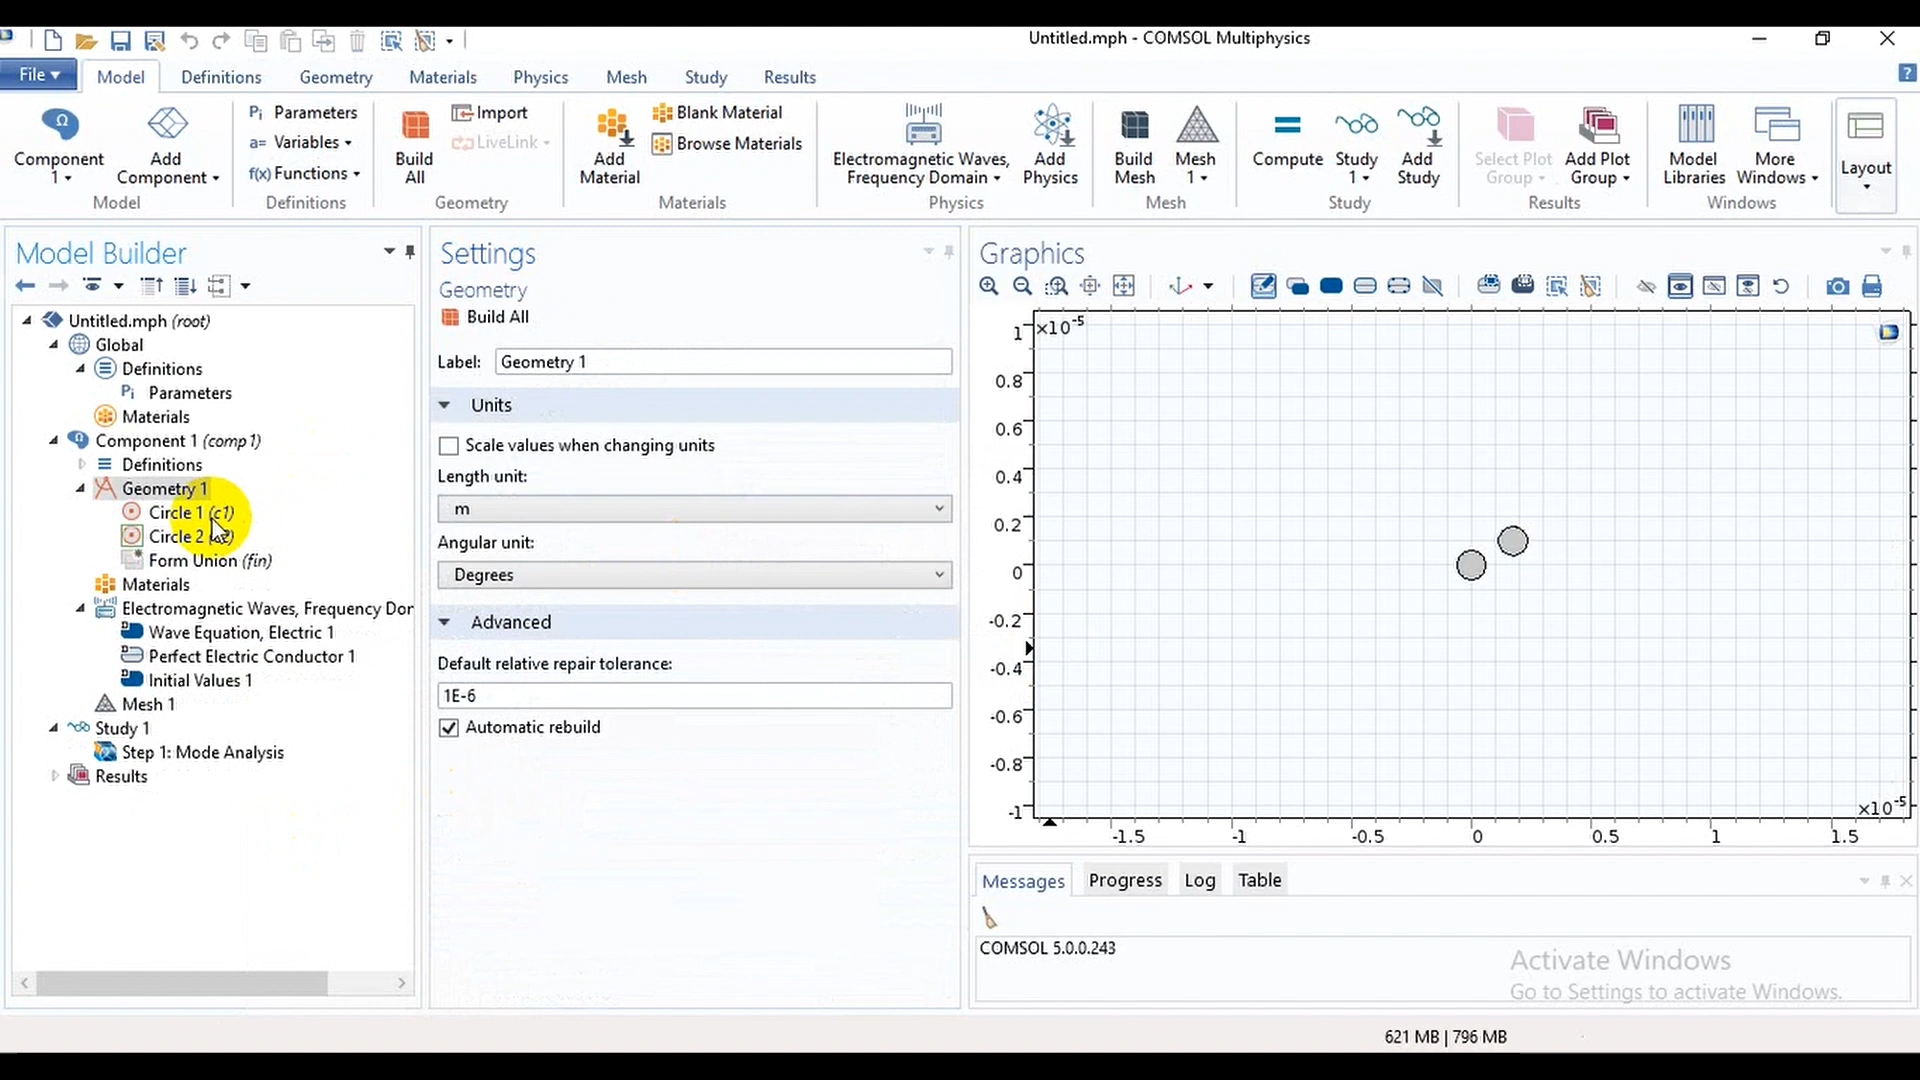 Untitled.mph - COMSOL Multiphysics
File Model Definitions Geometry Materials Physics Mesh Study Results
Component 1
Add Component
Model
Pi Parameters
a= Variables
f(x) Functions
Definitions
Build All
Import
LiveLink
Geometry
Add Material
Blank Material
Browse Materials
Materials
Electromagnetic Waves, Frequency Domain
Add Physics
Physics
Build Mesh
Mesh 1
Mesh
Compute
Study 1
Add Study
Study
Select Plot Group
Add Plot Group
Results
Model Libraries
More Windows
Windows
Layout
Model Builder
Untitled.mph (root)
Global
Definitions
Pi Parameters
Materials
Component 1 (comp1)
Definitions
Geometry 1
Circle 1 (c1)
Circle 2
Form Union (fin)
Materials
Electromagnetic Waves, Frequency Dor
Wave Equation, Electric 1
Perfect Electric Conductor 1
Initial Values 1
Mesh 1
Study 1
Step 1: Mode Analysis
Results
Settings
Geometry
Build All
Label: Geometry 1
Units
Scale values when changing units
Length unit:
m
Angular unit:
Degrees
Advanced
Default relative repair tolerance:
1E-6
Automatic rebuild
Graphics
×10⁻⁵
1
0.8
0.6
0.4
0.2
0
-0.2
-0.4
-0.6
-0.8
-1
×10⁻⁵
-1.5 -1 -0.5 0 0.5 1 1.5
Messages Progress Log Table
COMSOL 5.0.0.243
Activate Windows
Go to Settings to activate Windows.
621 MB | 796 MB